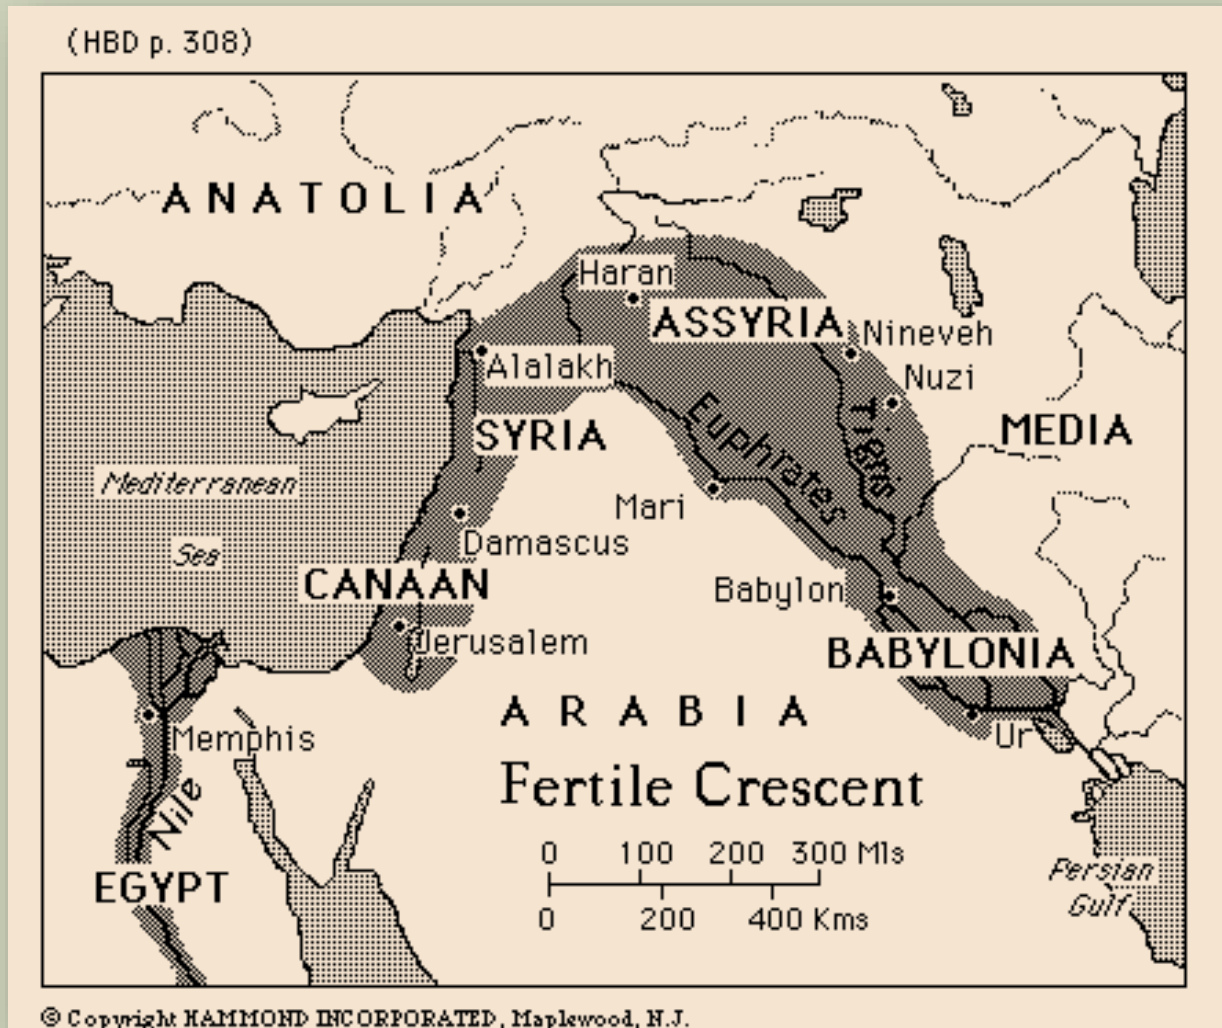 (HBD p. 308)
ANATOLIA
Haran
ASSYRIA
Nineveh
Alalakh
Nuzi
SYRIA
Euphrates
Tigris
MEDIA
Mediterranean
Sea
Mari
Damascus
CANAAN
Babylon
Jerusalem
BABYLONIA
ARABIA
Memphis
Ur
Fertile Crescent
Nile
0 100 200 300 Mls
EGYPT
Persian
Gulf
0 200 400 Kms
© Copyright HAMMOND INCORPORATED, Maplewood, N.J.